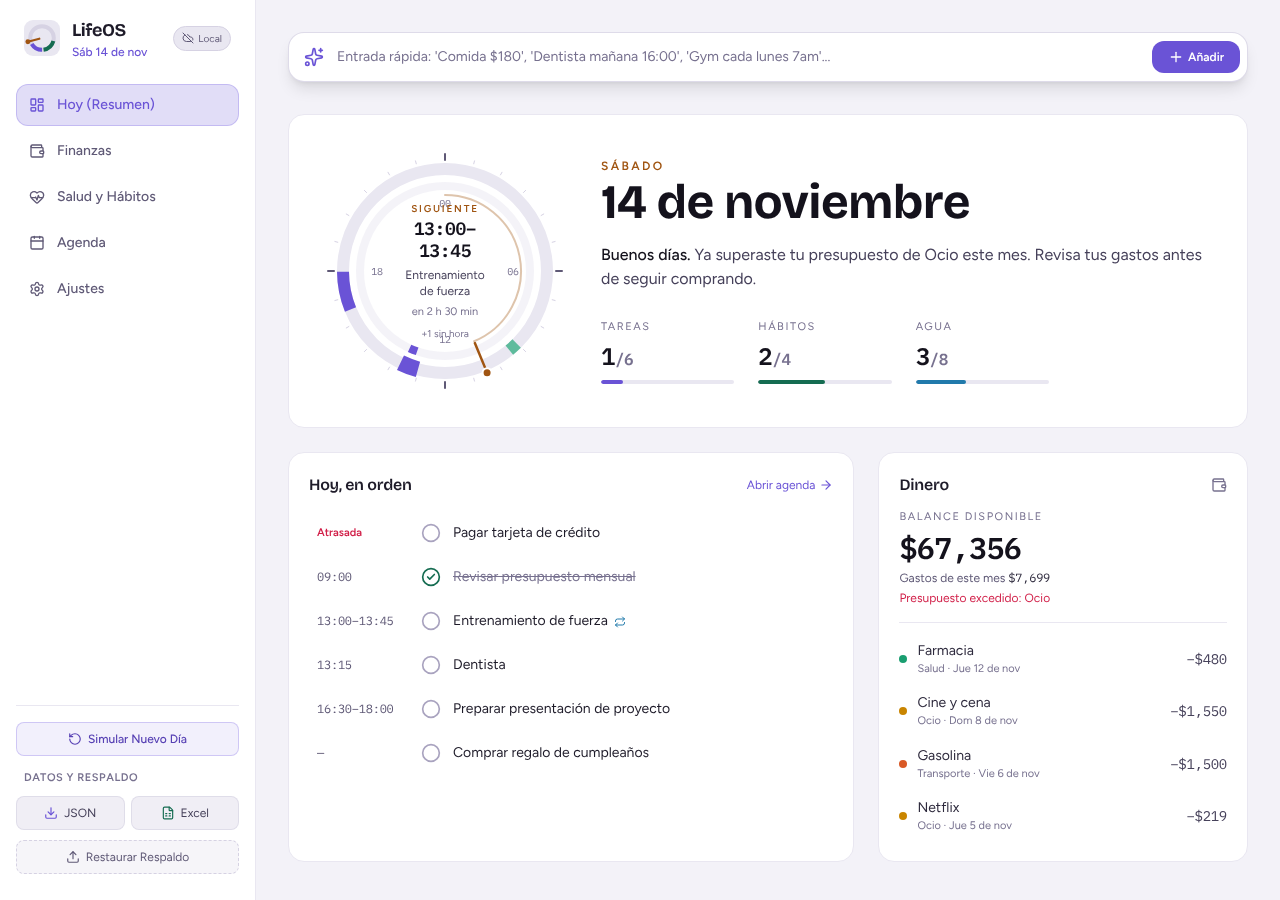 LifeOS
Sáb 14 de nov
Local
Hoy (Resumen)
Finanzas
Salud y Hábitos
Agenda
Ajustes
Simular Nuevo Día
DATOS Y RESPALDO
JSON
Excel
Restaurar Respaldo
Entrada rápida: 'Comida $180', 'Dentista mañana 16:00', 'Gym cada lunes 7am'...
Añadir
00
SIGUIENTE
13:00–
13:45
18
06
Entrenamiento
de fuerza
en 2 h 30 min
+1 sin hora
12
SÁBADO
14 de noviembre
Buenos días. Ya superaste tu presupuesto de Ocio este mes. Revisa tus gastos antes
de seguir comprando.
TAREAS
1/6
HÁBITOS
2/4
AGUA
3/8
Hoy, en orden
Abrir agenda
Atrasada
Pagar tarjeta de crédito
09:00
Revisar presupuesto mensual
13:00–13:45
Entrenamiento de fuerza
13:15
Dentista
16:30–18:00
Preparar presentación de proyecto
—
Comprar regalo de cumpleaños
Dinero
BALANCE DISPONIBLE
$67,356
Gastos de este mes $7,699
Presupuesto excedido: Ocio
Farmacia
Salud · Jue 12 de nov
−$480
Cine y cena
Ocio · Dom 8 de nov
−$1,550
Gasolina
Transporte · Vie 6 de nov
−$1,500
Netflix
Ocio · Jue 5 de nov
−$219